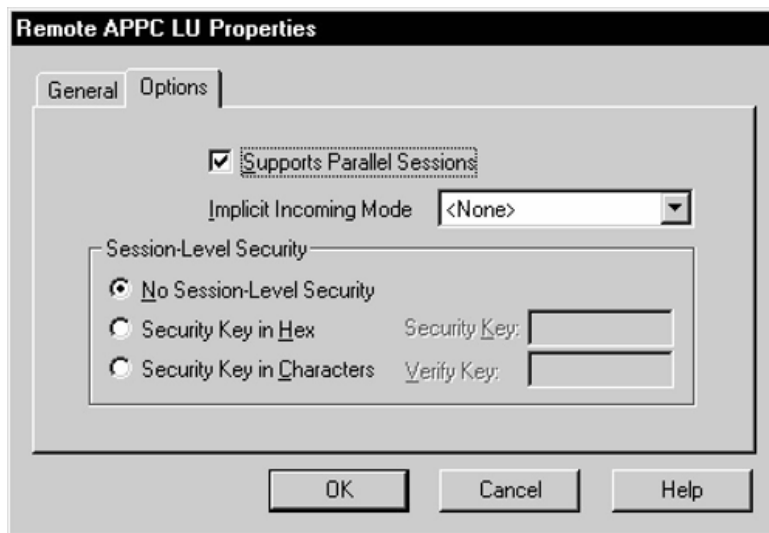 Remote APPC LU Properties
General Options
Supports Parallel Sessions
Implicit Incoming Mode <None>
Session-Level Security
No Session-Level Security
Security Key in Hex Security Key:
Security Key in Characters Verify Key:
OK Cancel Help